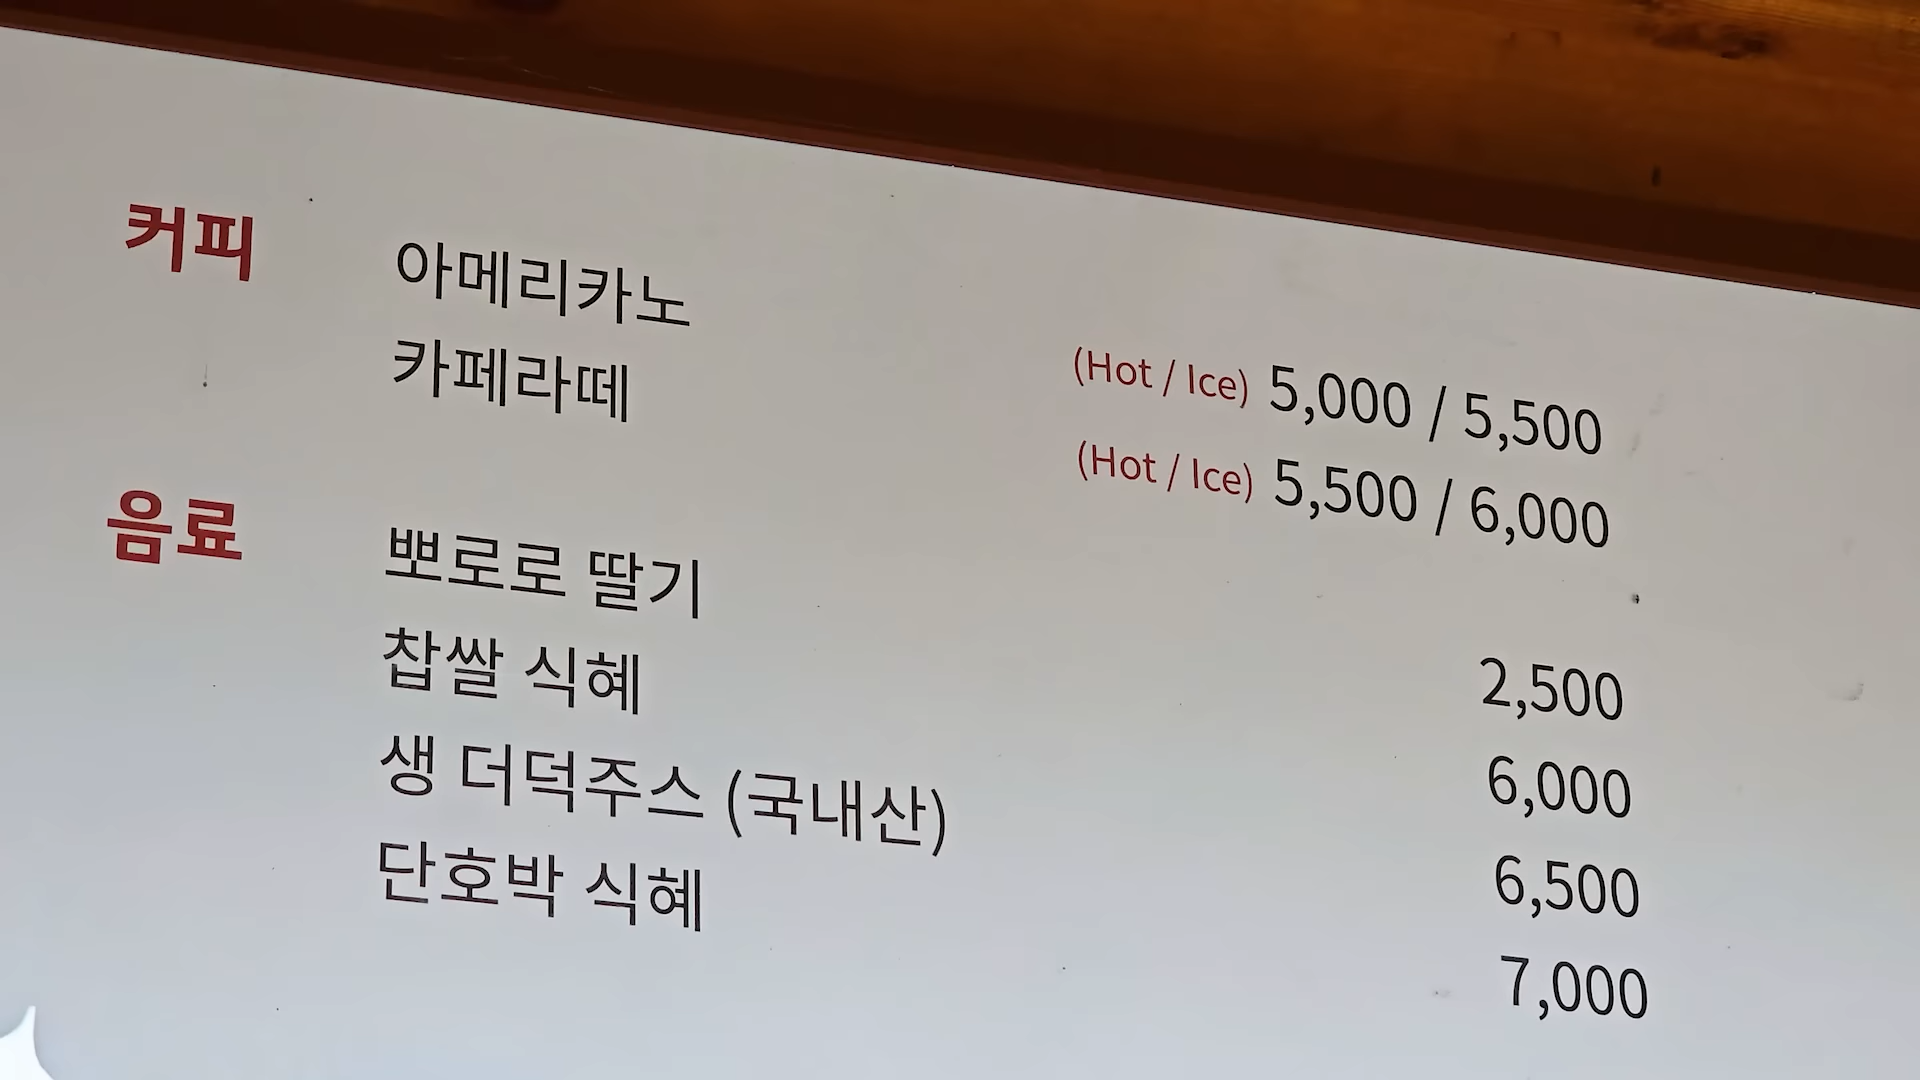 커피 아메리카노 (Hot / Ice) 5,000 / 5,500
카페라떼 (Hot / Ice) 5,500 / 6,000
음료 뽀로로 딸기 2,500
찹쌀 식혜 6,000
생 더덕주스 (국내산) 6,500
단호박 식혜 7,000